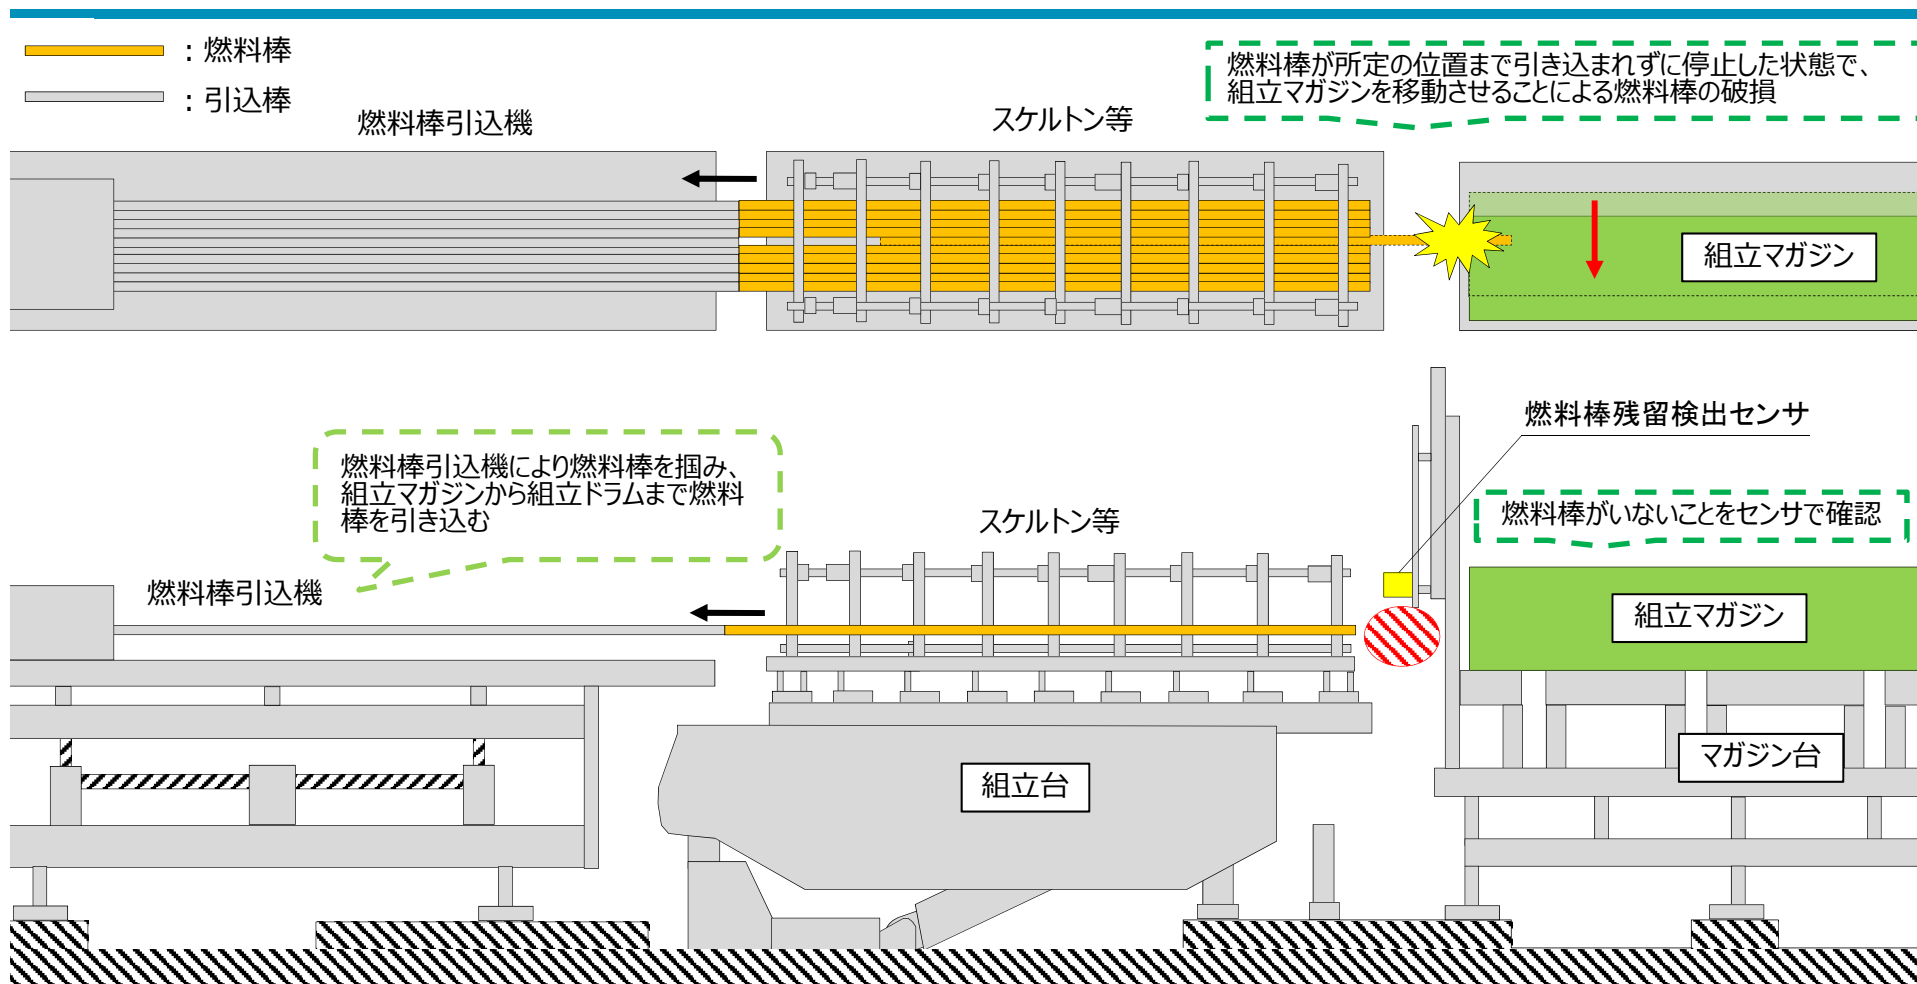 ：燃料棒
：引込棒
燃料棒引込機
スケルトン等
燃料棒が所定の位置まで引き込まれずに停止した状態で、
組立マガジンを移動させることによる燃料棒の破損
組立マガジン
燃料棒残留検出センサ
燃料棒引込機により燃料棒を掴み、
組立マガジンから組立ドラムまで燃料
棒を引き込む
スケルトン等
燃料棒がいないことをセンサで確認
燃料棒引込機
組立マガジン
マガジン台
組立台